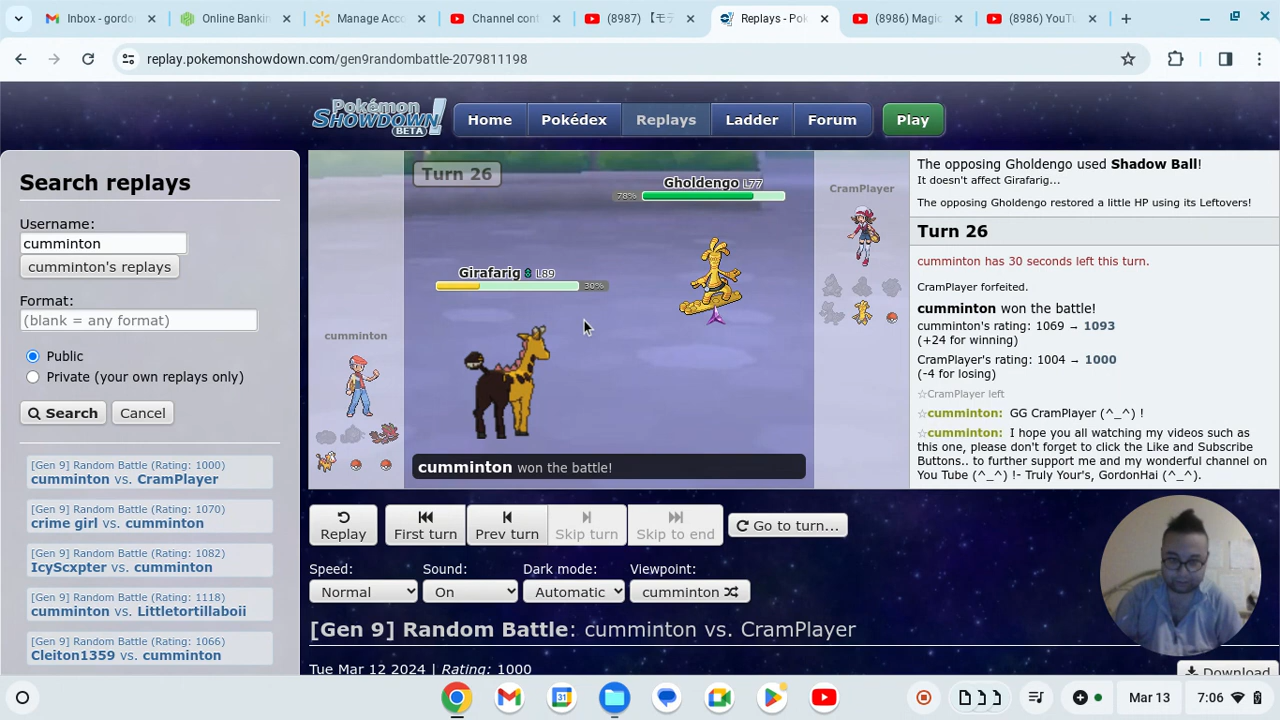 Inbox - gordo
Online Bankin
Manage Acco
Channel cont
(8987) 【モテ
Replays - Pok
(8986) Magic
(8986) YouTu
replay.pokemonshowdown.com/gen9randombattle-2079811198
Pokémon
SHOWDOWN!
BETA
Home
Pokédex
Replays
Ladder
Forum
Play
Search replays
Username:
cumminton
cumminton's replays
Format:
(blank = any format)
Public
Private (your own replays only)
Search
Cancel
[Gen 9] Random Battle (Rating: 1000)
cumminton vs. CramPlayer
[Gen 9] Random Battle (Rating: 1070)
crime girl vs. cumminton
[Gen 9] Random Battle (Rating: 1082)
IcyScxpter vs. cumminton
[Gen 9] Random Battle (Rating: 1118)
cumminton vs. Littletortillaboii
[Gen 9] Random Battle (Rating: 1066)
Cleiton1359 vs. cumminton
Turn 26
Gholdengo L77
78%
Girafarig L89
30%
cumminton
CramPlayer
cumminton won the battle!
The opposing Gholdengo used Shadow Ball!
It doesn't affect Girafarig...
The opposing Gholdengo restored a little HP using its Leftovers!
Turn 26
cumminton has 30 seconds left this turn.
CramPlayer forfeited.
cumminton won the battle!
cumminton's rating: 1069 → 1093
(+24 for winning)
CramPlayer's rating: 1004 → 1000
(-4 for losing)
☆CramPlayer left
☆cumminton: GG CramPlayer (^_^) !
☆cumminton: I hope you all watching my videos such as
this one, please don't forget to click the Like and Subscribe
Buttons.. to further support me and my wonderful channel on
You Tube (^_^) !- Truly Your's, GordonHai (^_^).
Replay
First turn
Prev turn
Skip turn
Skip to end
Go to turn...
Speed:
Sound:
Dark mode:
Viewpoint:
Normal
On
Automatic
cumminton
[Gen 9] Random Battle: cumminton vs. CramPlayer
Tue Mar 12 2024 | Rating: 1000
Download
Mar 13
7:06